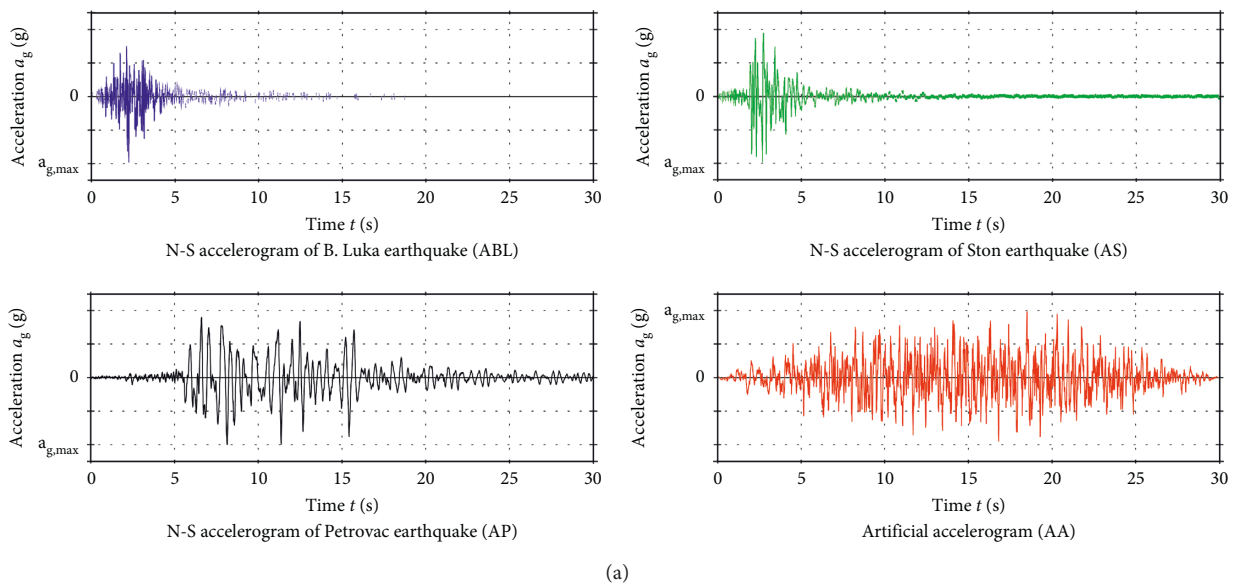 Acceleration a_g (g)
0
a_g,max
0 5 10 15 20 25 30
Time t (s)
N-S accelerogram of B. Luka earthquake (ABL)
Acceleration a_g (g)
0
a_g,max
0 5 10 15 20 25 30
Time t (s)
N-S accelerogram of Ston earthquake (AS)
Acceleration a_g (g)
0
a_g,max
0 5 10 15 20 25 30
Time t (s)
N-S accelerogram of Petrovac earthquake (AP)
Acceleration a_g (g)
a_g,max
0
0 5 10 15 20 25 30
Time t (s)
Artificial accelerogram (AA)
(a)